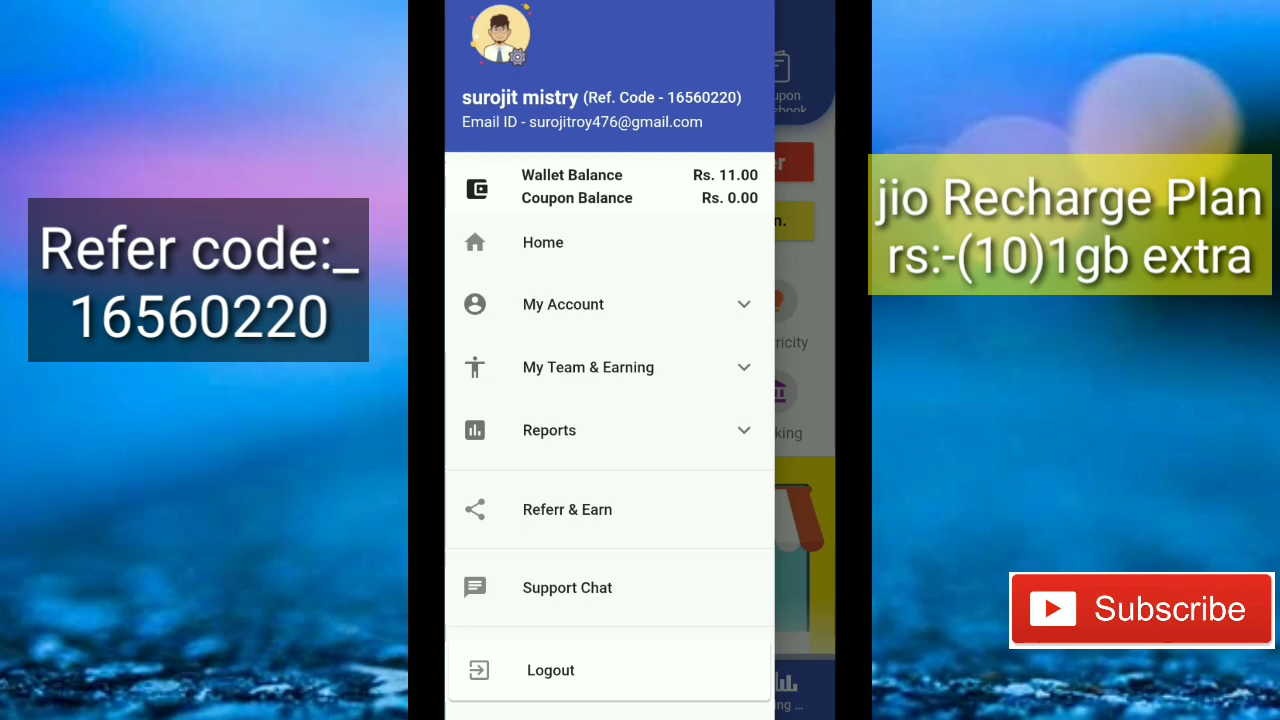 surojit mistry (Ref. Code - 16560220)
Email ID - surojitroy476@gmail.com
Wallet Balance Rs. 11.00
Coupon Balance Rs. 0.00
Home
My Account
My Team & Earning
Reports
Referr & Earn
Support Chat
Logout
Refer code:_
16560220
jio Recharge Plan
rs:-(10)1gb extra
Subscribe